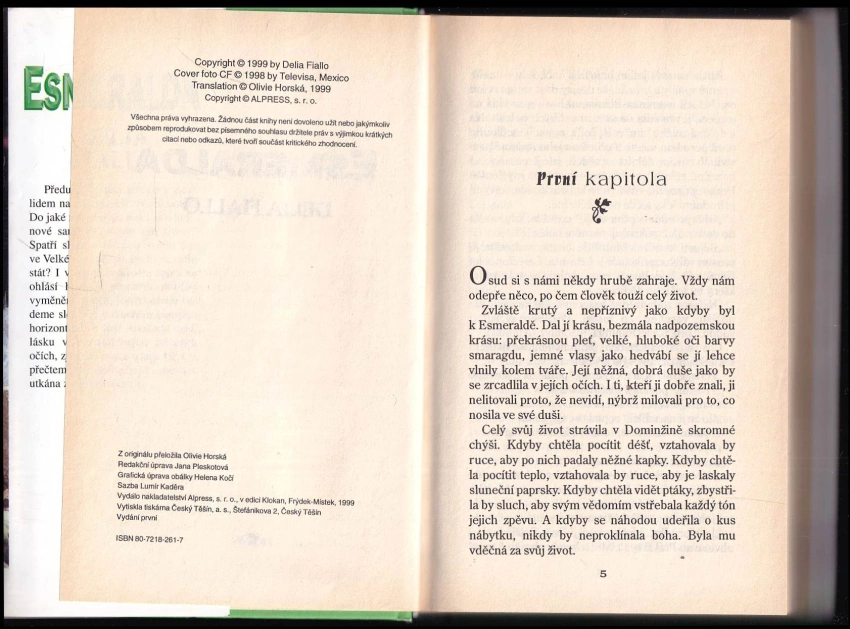 Copyright © 1999 by Delia Fiallo
Cover foto CF © 1998 by Televisa, Mexico
Translation © Olivie Horská, 1999
Copyright © ALPRESS, s. r. o.
Všechna práva vyhrazena. Žádnou část knihy není dovoleno užít nebo jakýmkoliv
způsobem reprodukovat bez písemného souhlasu držitele práv s výjimkou krátkých
citací nebo odkazů, které tvoří součást kritického zhodnocení.
Z originálu přeložila Olivie Horská
Redakční úprava Jana Pleskotová
Grafická úprava obálky Helena Kočí
Sazba Lumír Kaděra
Vydalo nakladatelství Alpress, s. r. o., v edici Klokan, Frýdek-Místek, 1999
Vytiskla tiskárna Český Těšín, a. s., Štefánikova 2, Český Těšín
Vydání první
ISBN 80-7218-261-7
První kapitola
Osud si s námi někdy hrubě zahraje. Vždy nám
odepře něco, po čem člověk touží celý život.
Zvláště krutý a nepříznivý jako kdyby byl
k Esmeraldě. Dal jí krásu, bezmála nadpozemskou
krásu: překrásnou pleť, velké, hluboké oči barvy
smaragdu, jemné vlasy jako hedvábí se jí lehce
vlnily kolem tváře. Její něžná, dobrá duše jako by
se zrcadlila v jejích očích. I ti, kteří ji dobře znali, ji
nelitovali proto, že nevidí, nýbrž milovali pro to, co
nosila ve své duši.
Celý svůj život strávila v Dominžině skromné
chýši. Kdyby chtěla pocítit déšť, vztahovala by
ruce, aby po nich padaly něžné kapky. Kdyby chtě-
la pocítit teplo, vztahovala by ruce, aby je laskaly
sluneční paprsky. Kdyby chtěla vidět ptáky, zbystři-
la by sluch, aby svým vědomím vstřebala každý tón
jejich zpěvu. A kdyby se náhodou udeřila o kus
nábytku, nikdy by neproklínala boha. Byla mu
vděčná za svůj život.
5